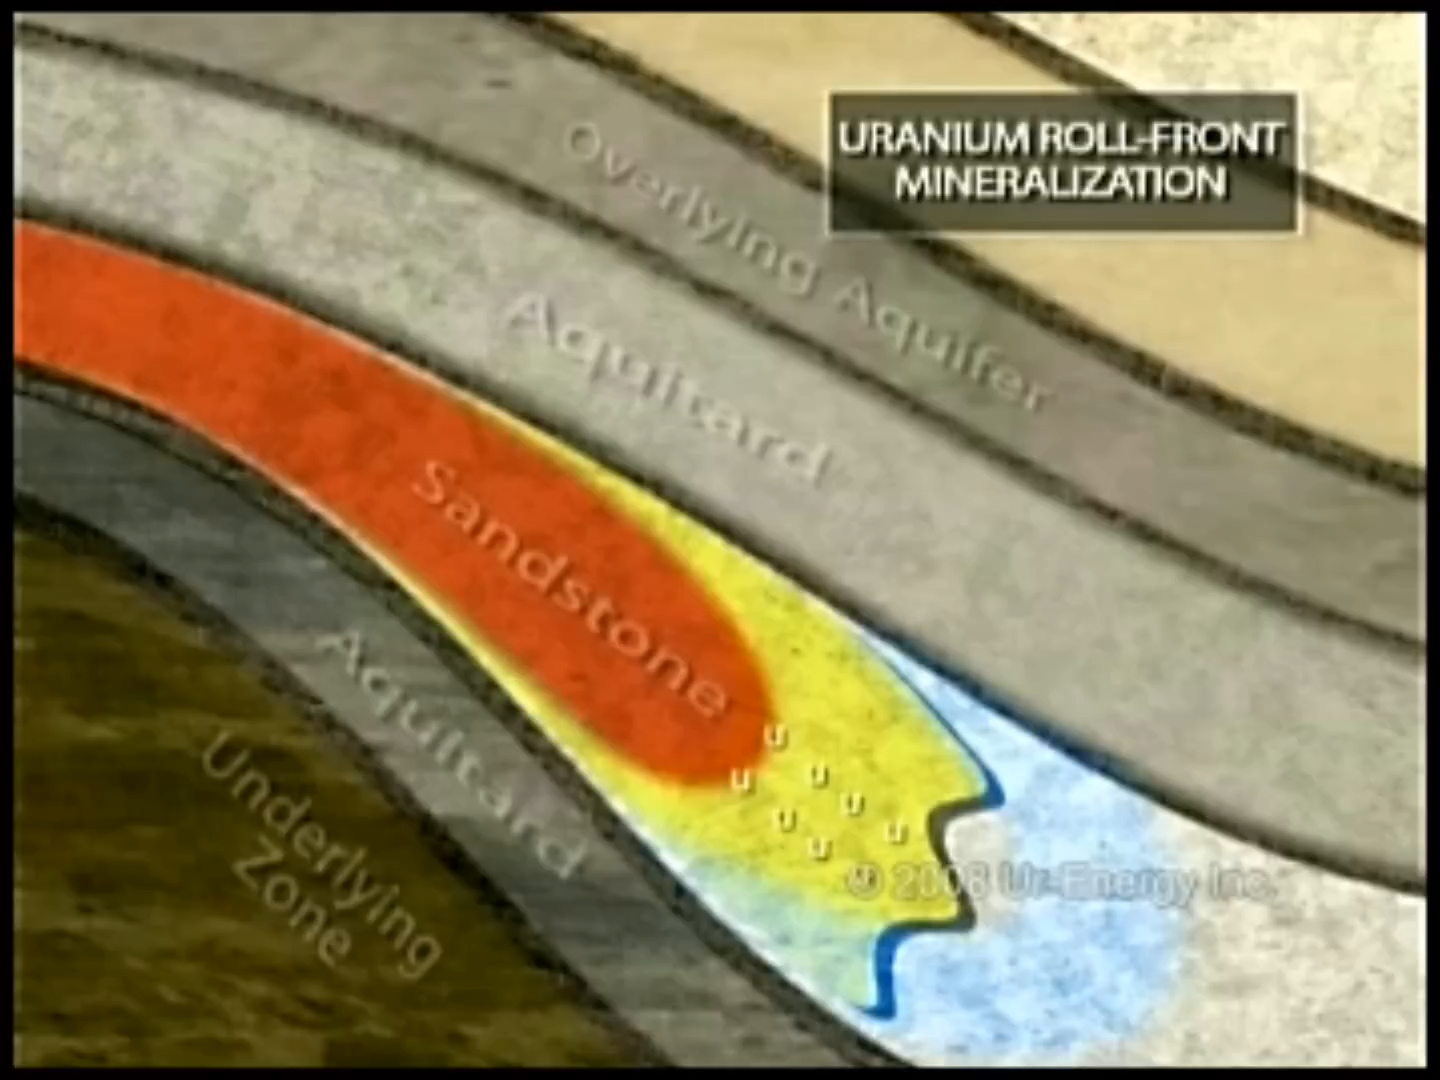 URANIUM ROLL-FRONT
MINERALIZATION
Overlying Aquifer
Aquitard
Sandstone
Aquitard
Underlying
Zone
u
u
u
u
u
u
u
© 2008 Ur-Energy Inc.